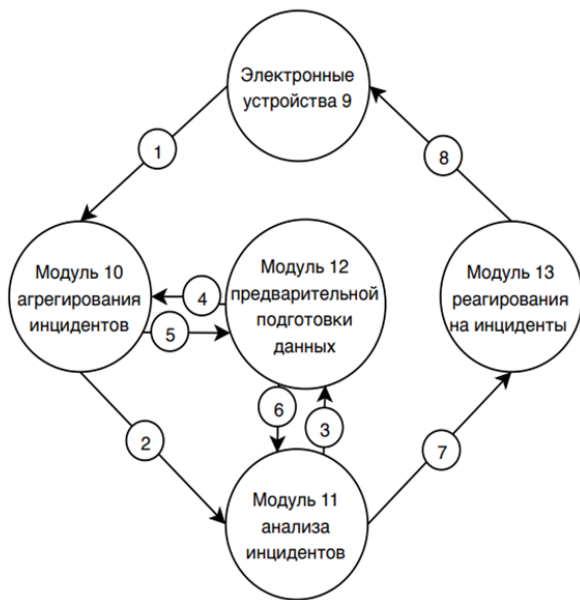 Электронные
устройства 9
1
8
Модуль 10
агрегирования
инцидентов
Модуль 12
предварительной
подготовки
данных
Модуль 13
реагирования
на инциденты
4
5
6
3
2
7
Модуль 11
анализа
инцидентов